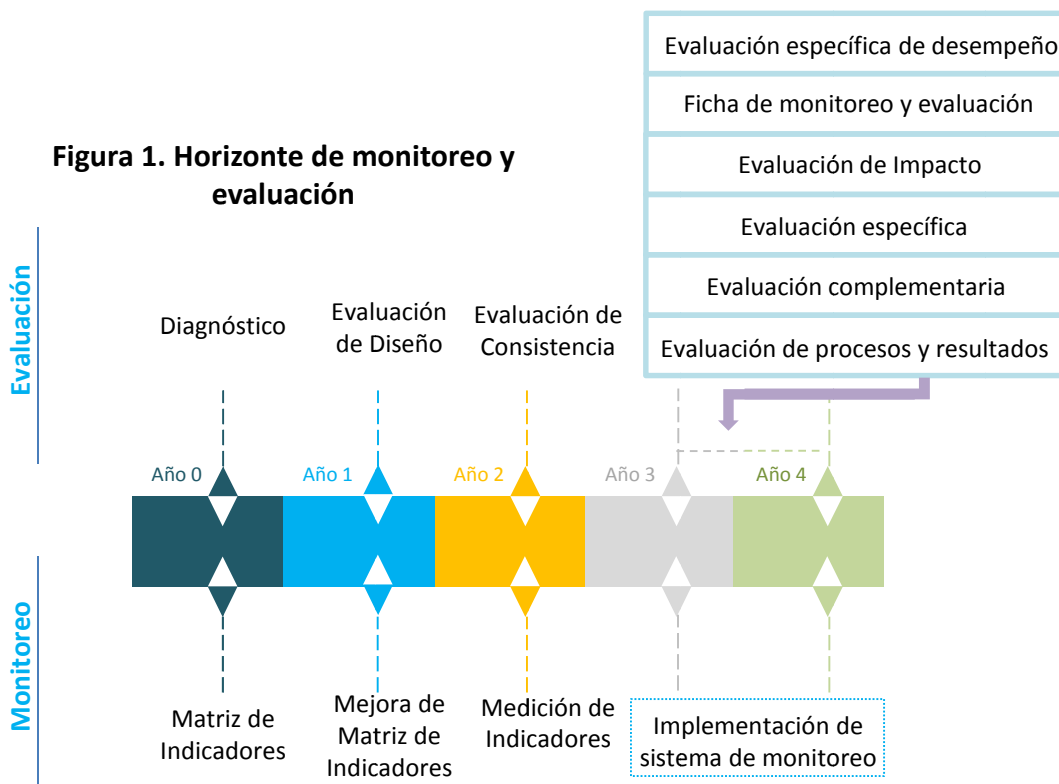 Evaluación específica de desempeño
Ficha de monitoreo y evaluación
Evaluación de Impacto
Evaluación específica
Evaluación complementaria
Evaluación de procesos y resultados
Figura 1. Horizonte de monitoreo y
evaluación
Evaluación
Diagnóstico
Evaluación
de Diseño
Evaluación de
Consistencia
Año 0
Año 1
Año 2
Año 3
Año 4
Monitoreo
Matriz de
Indicadores
Mejora de
Matriz de
Indicadores
Medición de
Indicadores
Implementación de
sistema de monitoreo